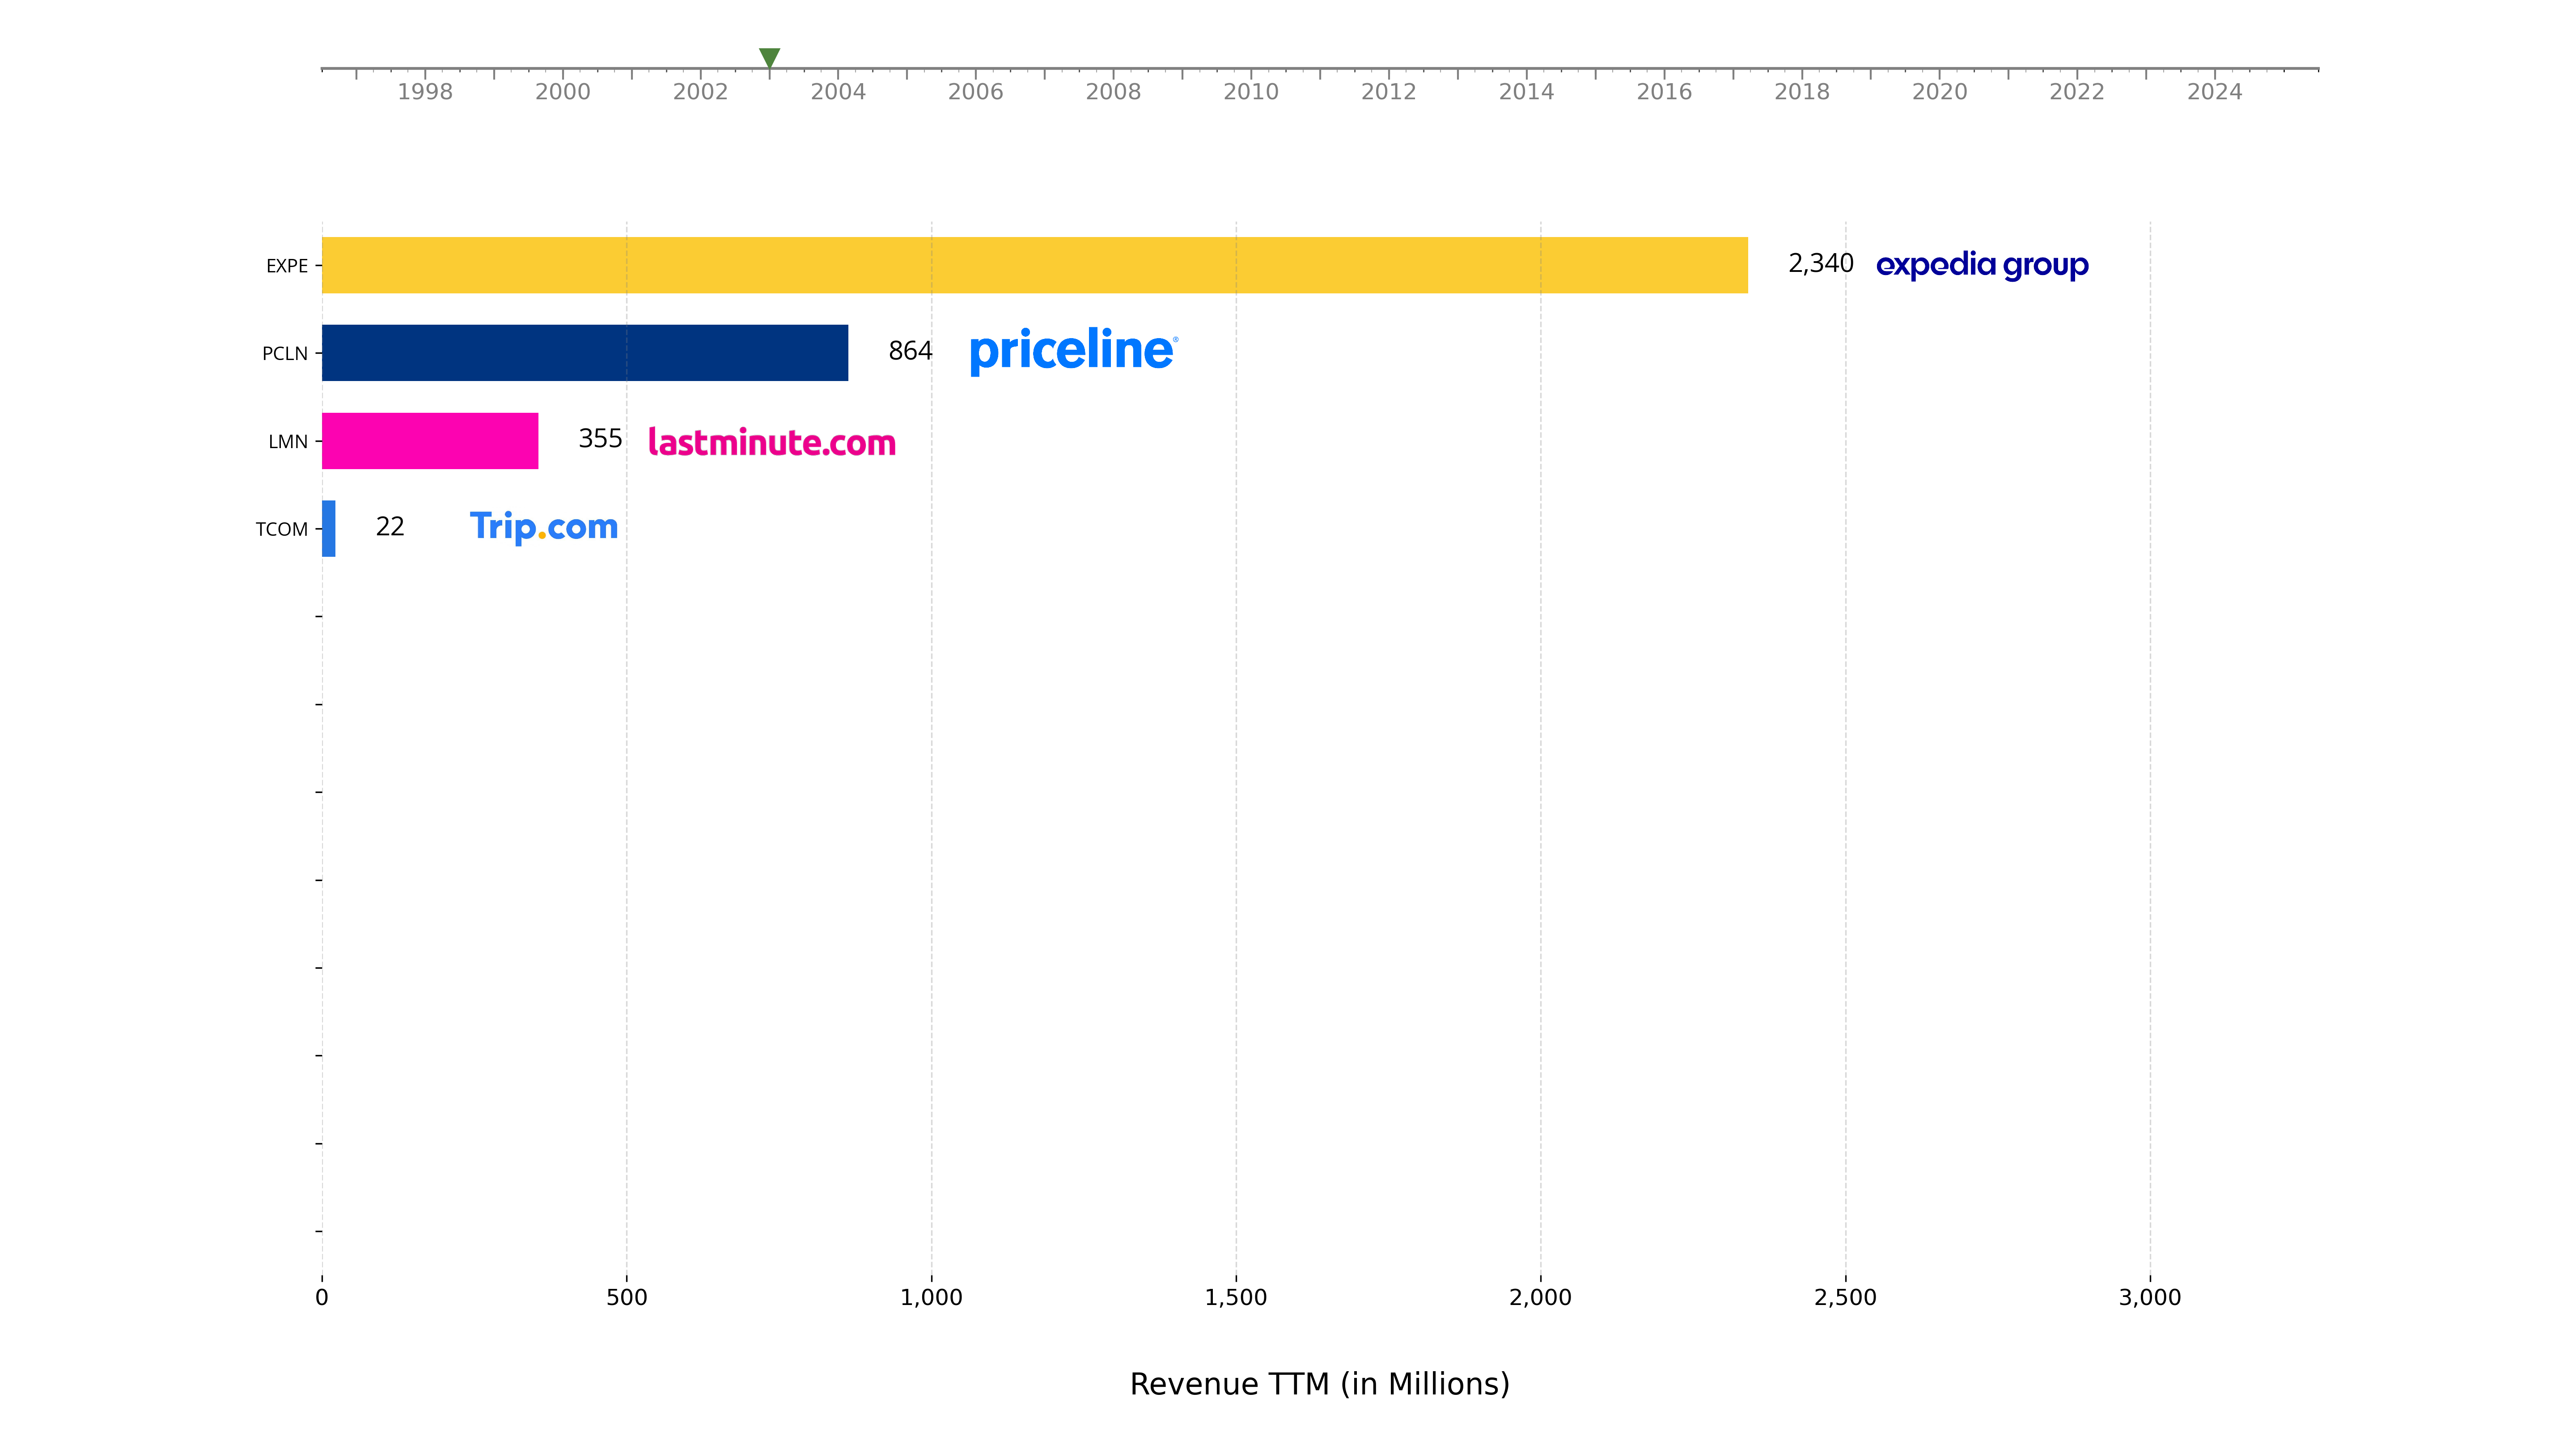 1998 2000 2002 2004 2006 2008 2010 2012 2014 2016 2018 2020 2022 2024
EXPE 2,340 expedia group
PCLN 864 priceline®
LMN 355 lastminute.com
TCOM 22 Trip.com
0 500 1,000 1,500 2,000 2,500 3,000
Revenue TTM (in Millions)